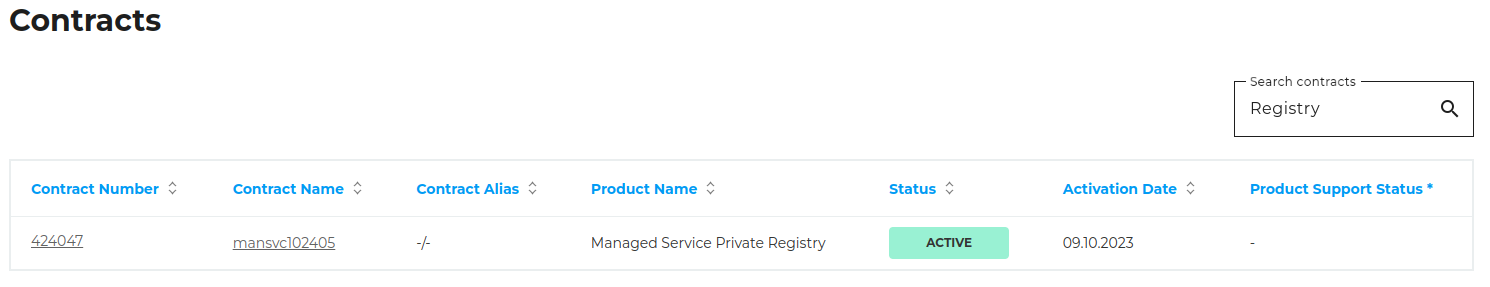 Contracts
Search contracts
Registry
Contract Number Contract Name Contract Alias Product Name Status Activation Date Product Support Status *
424047 mansvc102405 -/- Managed Service Private Registry ACTIVE 09.10.2023 -